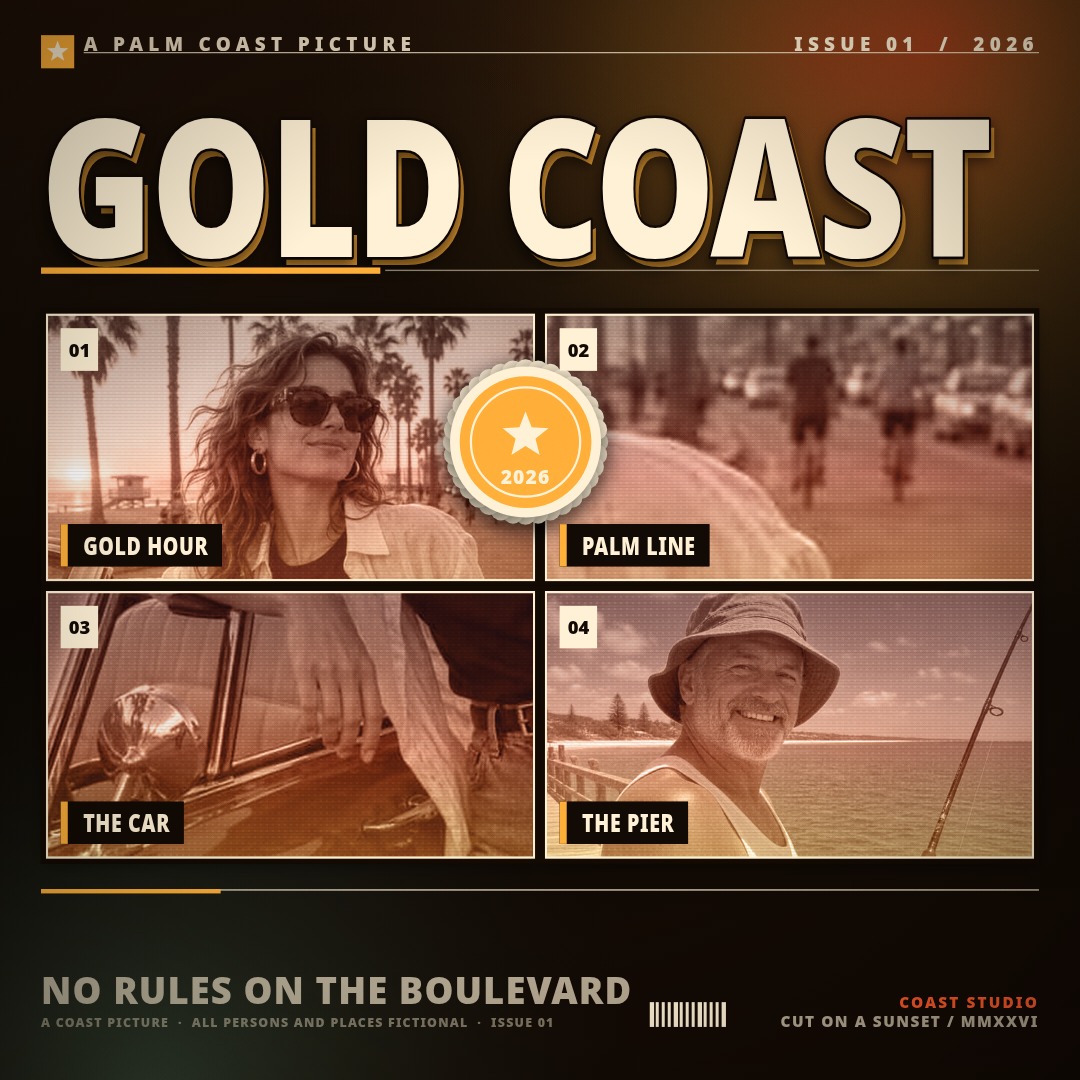 A PALM COAST PICTURE
ISSUE 01 / 2026
GOLD COAST
01
02
2026
GOLD HOUR
PALM LINE
03
04
THE CAR
THE PIER
NO RULES ON THE BOULEVARD
A COAST PICTURE · ALL PERSONS AND PLACES FICTIONAL · ISSUE 01
COAST STUDIO
CUT ON A SUNSET / MMXXVI